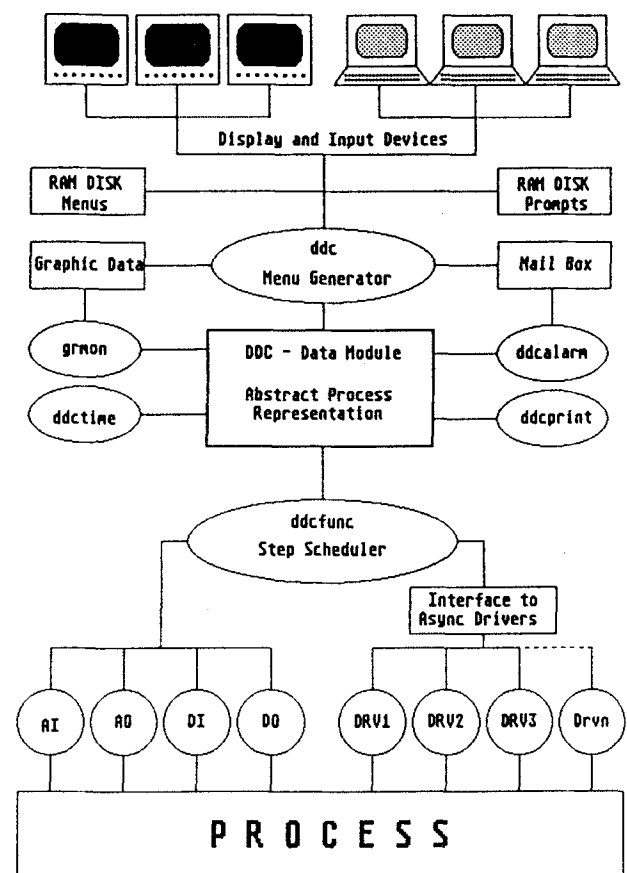 Display and Input Devices
RAM DISK
Menus
RAM DISK
Prompts
ddc
Menu Generator
Graphic Data
Mail Box
grmon
DDC - Data Module
Abstract Process
Representation
ddcalarm
ddctime
ddcprint
ddcfunc
Step Scheduler
Interface to
Async Drivers
AI
AO
DI
DO
DRV1
DRV2
DRV3
Drvn
PROCESS